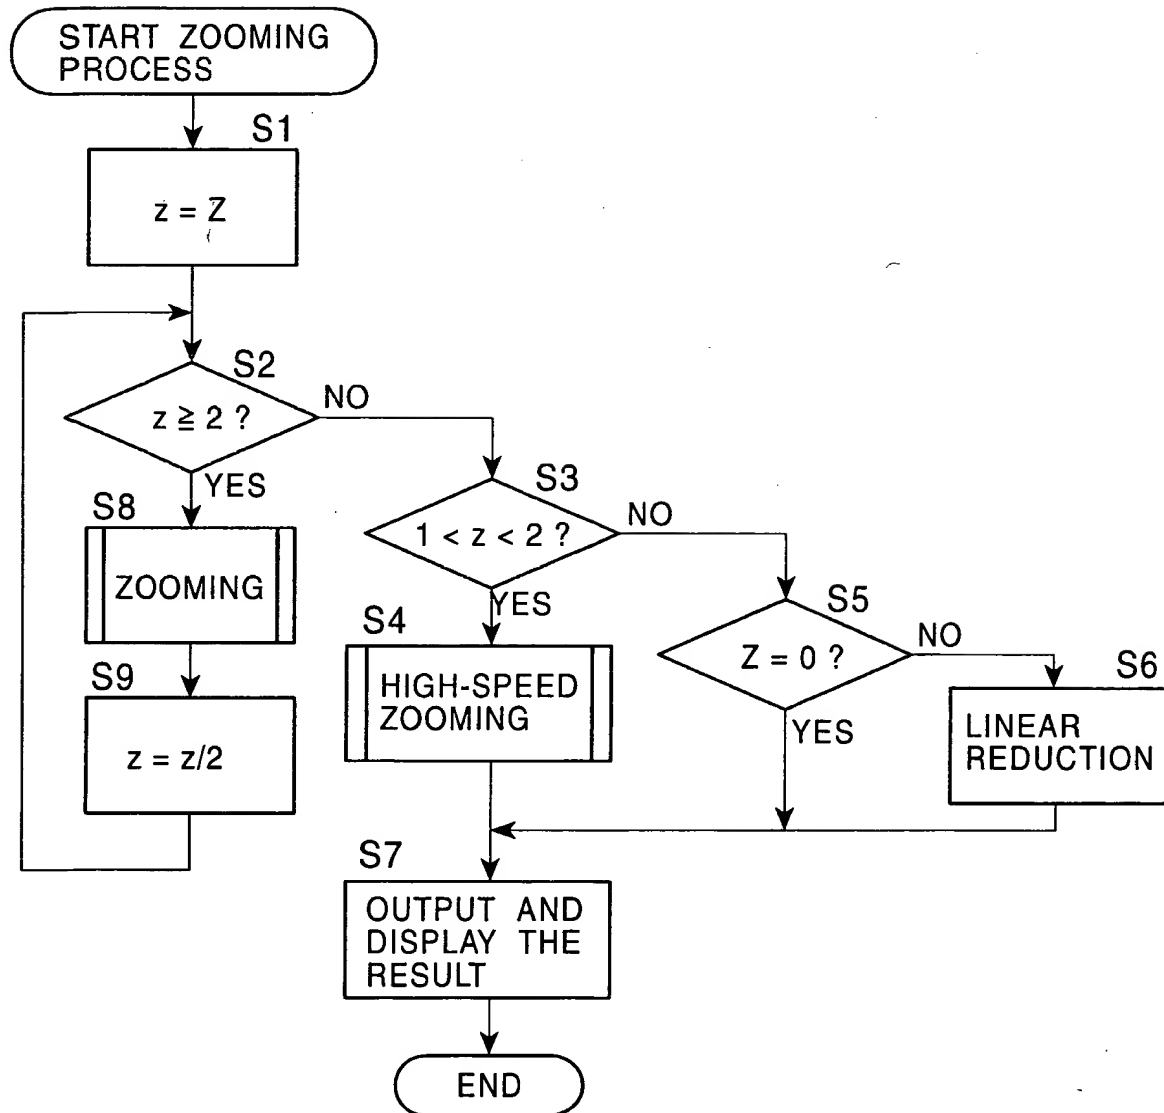 START ZOOMING
PROCESS
S1
z = Z
S2
z ≧ 2 ?
NO
YES
S3
1 < z < 2 ?
NO
YES
S8
ZOOMING
S9
z = z/2
S4
HIGH-SPEED
ZOOMING
S5
Z = 0 ?
NO
YES
S6
LINEAR
REDUCTION
S7
OUTPUT AND
DISPLAY THE
RESULT
END